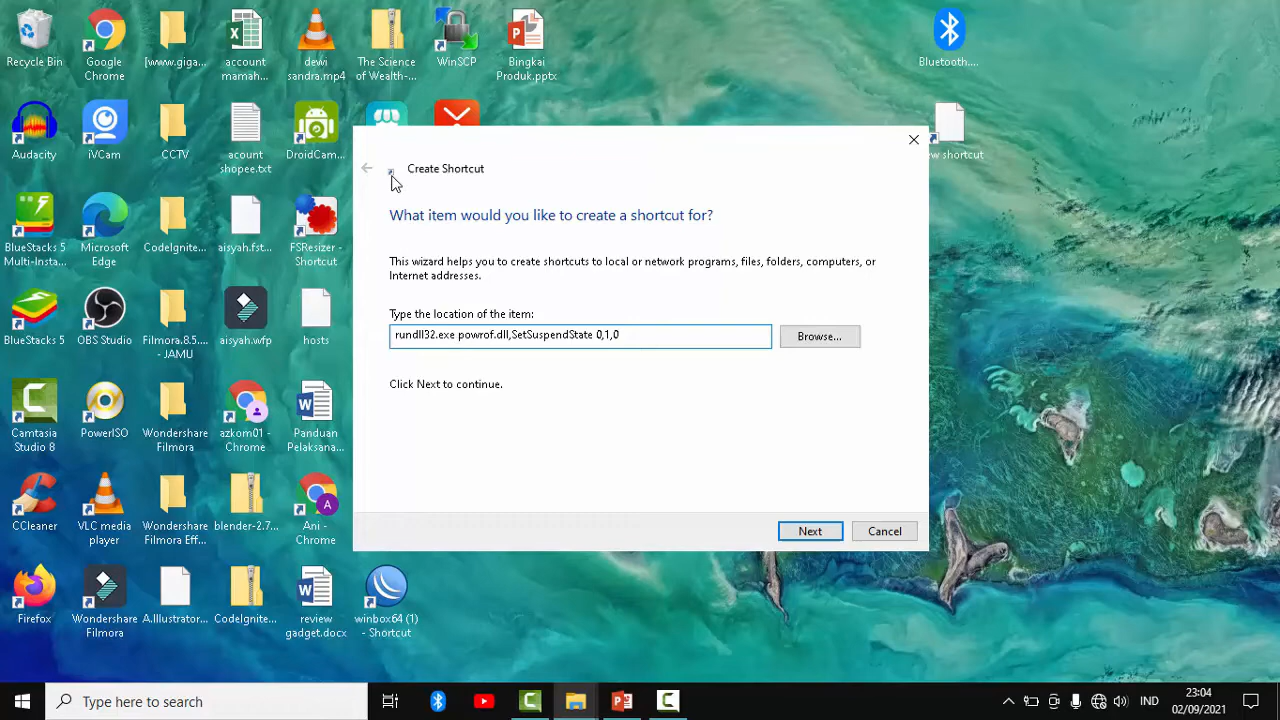 Recycle Bin
Google
Chrome
[www.giga...
account
mamah...
dewi
sandra.mp4
The Science
of Wealth-...
WinSCP
Bingkai
Produk.pptx
Bluetooth....
Audacity
iVCam
CCTV
acount
shopee.txt
DroidCam...
ew shortcut
BlueStacks 5
Multi-Insta...
Microsoft
Edge
CodeIgnite...
aisyah.fst...
FSResizer -
Shortcut
BlueStacks 5
OBS Studio
Filmora.8.5....
- JAMU
aisyah.wfp
hosts
Camtasia
Studio 8
PowerISO
Wondershare
Filmora
azkom01 -
Chrome
Panduan
Pelaksana...
CCleaner
VLC media
player
Wondershare
Filmora Eff...
blender-2.7...
Ani -
Chrome
Firefox
Wondershare
Filmora
A.Illustrator...
CodeIgnite...
review
gadget.docx
winbox64 (1)
- Shortcut
Create Shortcut
What item would you like to create a shortcut for?
This wizard helps you to create shortcuts to local or network programs, files, folders, computers, or
Internet addresses.
Type the location of the item:
rundll32.exe powrof.dll,SetSuspendState 0,1,0
Browse...
Click Next to continue.
Next
Cancel
Type here to search
IND
23:04
02/09/2021